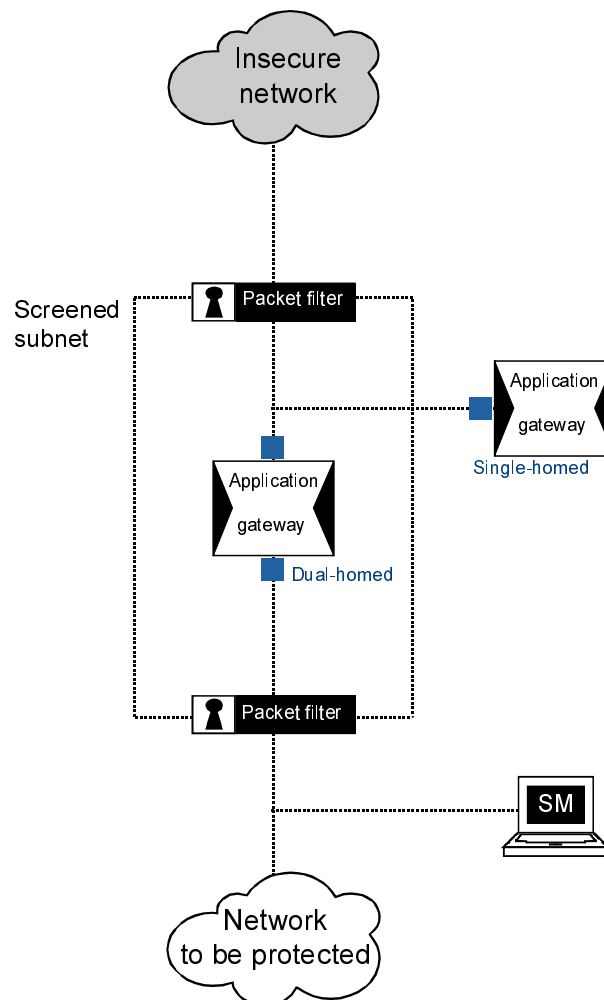 Insecure
network
Packet filter
Screened
subnet
Application
gateway
Single-homed
Application
gateway
Dual-homed
Packet filter
SM
Network
to be protected